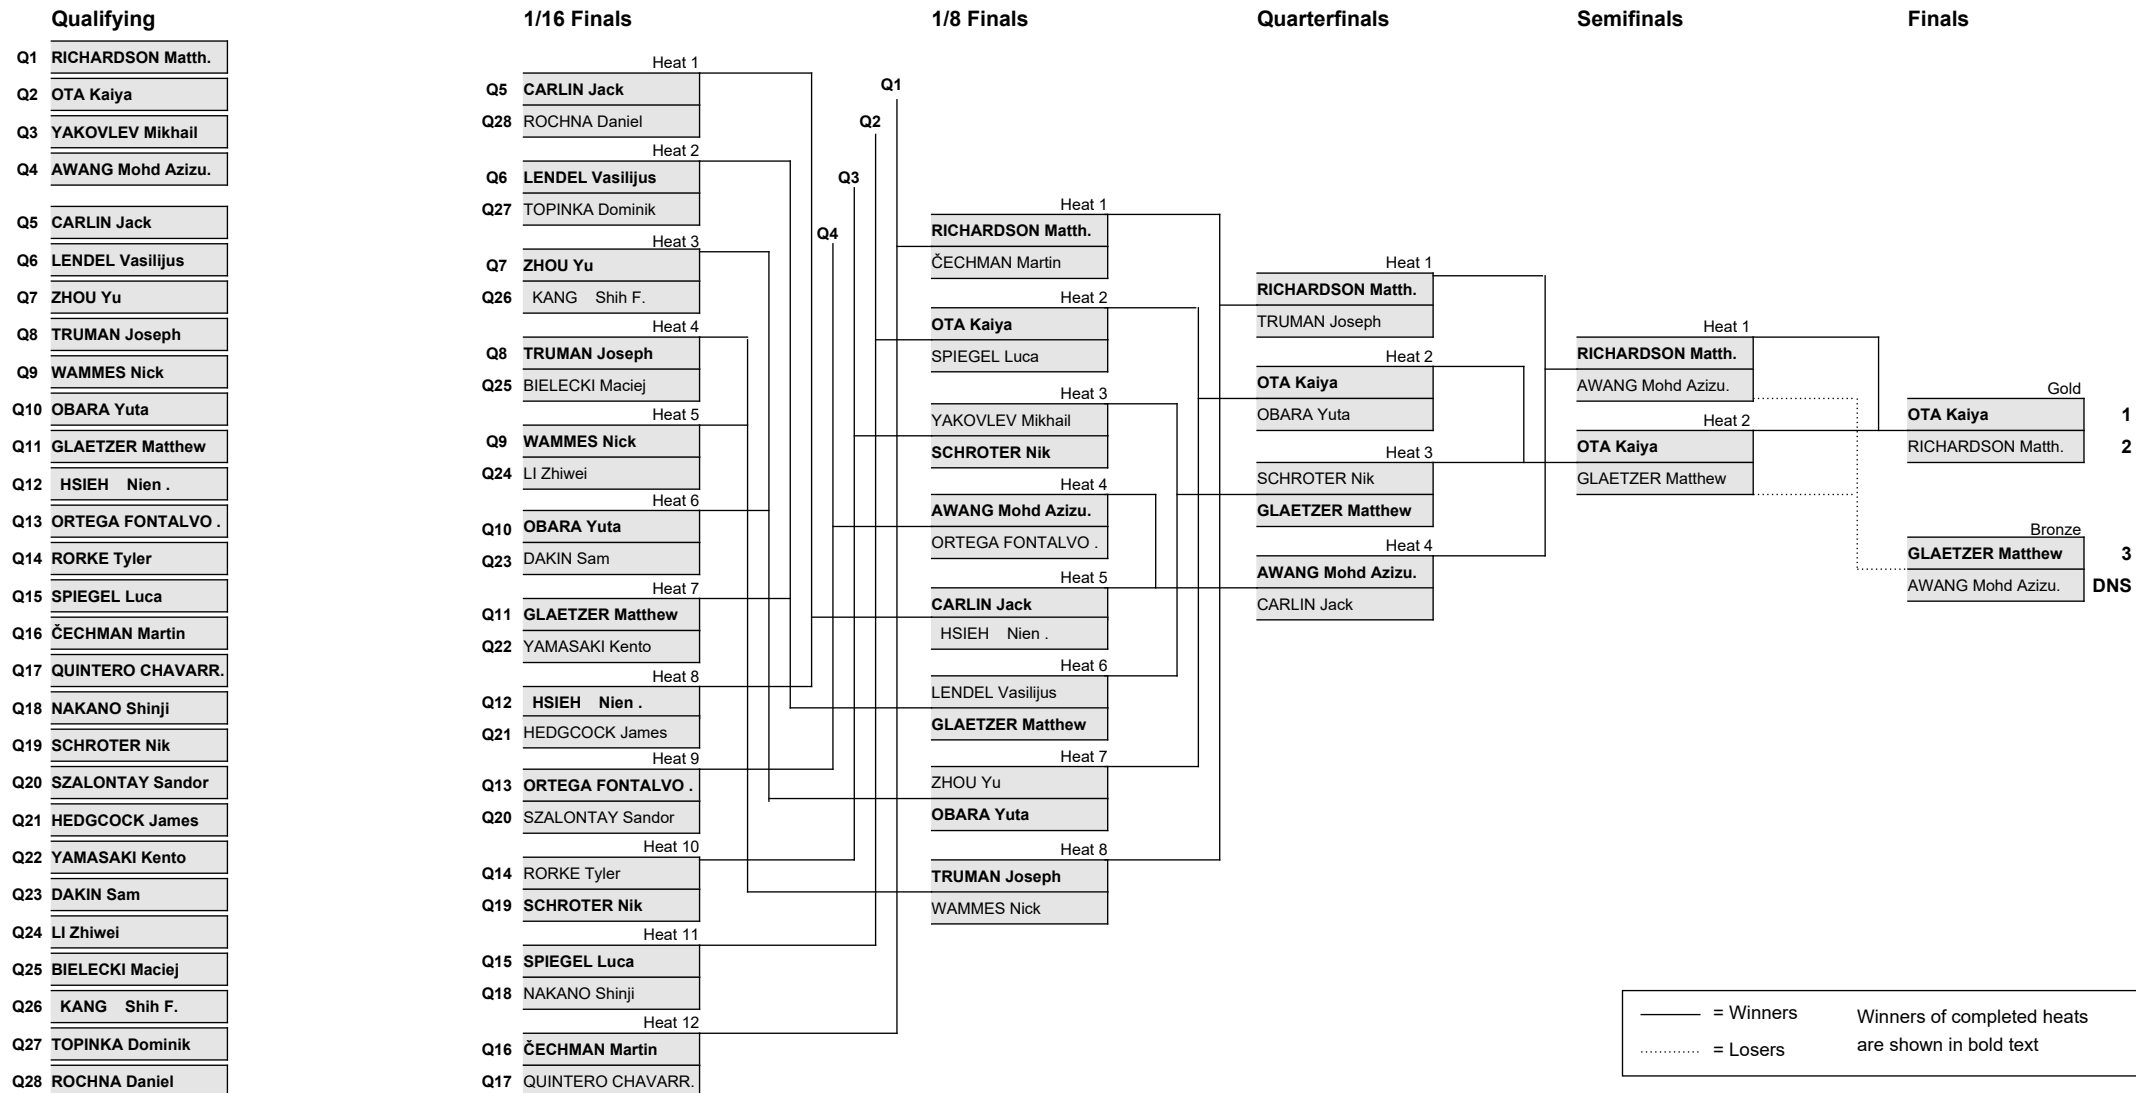 Qualifying
Q1 RICHARDSON Matth.
Q2 OTA Kaiya
Q3 YAKOVLEV Mikhail
Q4 AWANG Mohd Azizu.
Q5 CARLIN Jack
Q6 LENDEL Vasilijus
Q7 ZHOU Yu
Q8 TRUMAN Joseph
Q9 WAMMES Nick
Q10 OBARA Yuta
Q11 GLAETZER Matthew
Q12 HSIEH Nien .
Q13 ORTEGA FONTALVO .
Q14 RORKE Tyler
Q15 SPIEGEL Luca
Q16 ČECHMAN Martin
Q17 QUINTERO CHAVARR.
Q18 NAKANO Shinji
Q19 SCHROTER Nik
Q20 SZALONTAY Sandor
Q21 HEDGCOCK James
Q22 YAMASAKI Kento
Q23 DAKIN Sam
Q24 LI Zhiwei
Q25 BIELECKI Maciej
Q26 KANG Shih F.
Q27 TOPINKA Dominik
Q28 ROCHNA Daniel
1/16 Finals
Heat 1
Q5 CARLIN Jack
Q28 ROCHNA Daniel
Heat 2
Q6 LENDEL Vasilijus
Q27 TOPINKA Dominik
Heat 3
Q7 ZHOU Yu
Q26 KANG Shih F.
Heat 4
Q8 TRUMAN Joseph
Q25 BIELECKI Maciej
Heat 5
Q9 WAMMES Nick
Q24 LI Zhiwei
Heat 6
Q10 OBARA Yuta
Q23 DAKIN Sam
Heat 7
Q11 GLAETZER Matthew
Q22 YAMASAKI Kento
Heat 8
Q12 HSIEH Nien .
Q21 HEDGCOCK James
Heat 9
Q13 ORTEGA FONTALVO .
Q20 SZALONTAY Sandor
Heat 10
Q14 RORKE Tyler
Q19 SCHROTER Nik
Heat 11
Q15 SPIEGEL Luca
Q18 NAKANO Shinji
Heat 12
Q16 ČECHMAN Martin
Q17 QUINTERO CHAVARR.
Q1
Q2
Q3
Q4
1/8 Finals
Heat 1
RICHARDSON Matth.
ČECHMAN Martin
Heat 2
OTA Kaiya
SPIEGEL Luca
Heat 3
YAKOVLEV Mikhail
SCHROTER Nik
Heat 4
AWANG Mohd Azizu.
ORTEGA FONTALVO .
Heat 5
CARLIN Jack
HSIEH Nien .
Heat 6
LENDEL Vasilijus
GLAETZER Matthew
Heat 7
ZHOU Yu
OBARA Yuta
Heat 8
TRUMAN Joseph
WAMMES Nick
Quarterfinals
Heat 1
RICHARDSON Matth.
TRUMAN Joseph
Heat 2
OTA Kaiya
OBARA Yuta
Heat 3
SCHROTER Nik
GLAETZER Matthew
Heat 4
AWANG Mohd Azizu.
CARLIN Jack
Semifinals
Heat 1
RICHARDSON Matth.
AWANG Mohd Azizu.
Heat 2
OTA Kaiya
GLAETZER Matthew
Finals
Gold
OTA Kaiya 1
RICHARDSON Matth. 2
Bronze
GLAETZER Matthew 3
AWANG Mohd Azizu. DNS
= Winners
= Losers
Winners of completed heats
are shown in bold text